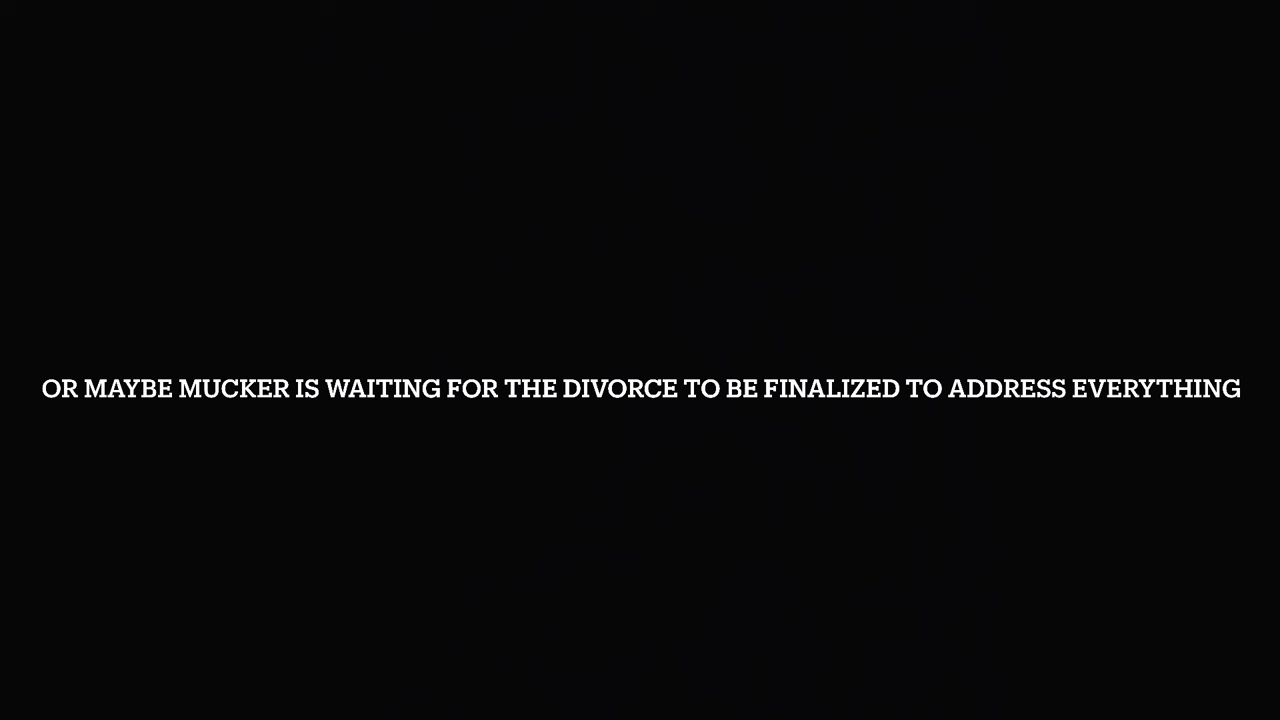 OR MAYBE MUCKER IS WAITING FOR THE DIVORCE TO BE FINALIZED TO ADDRESS EVERYTHING